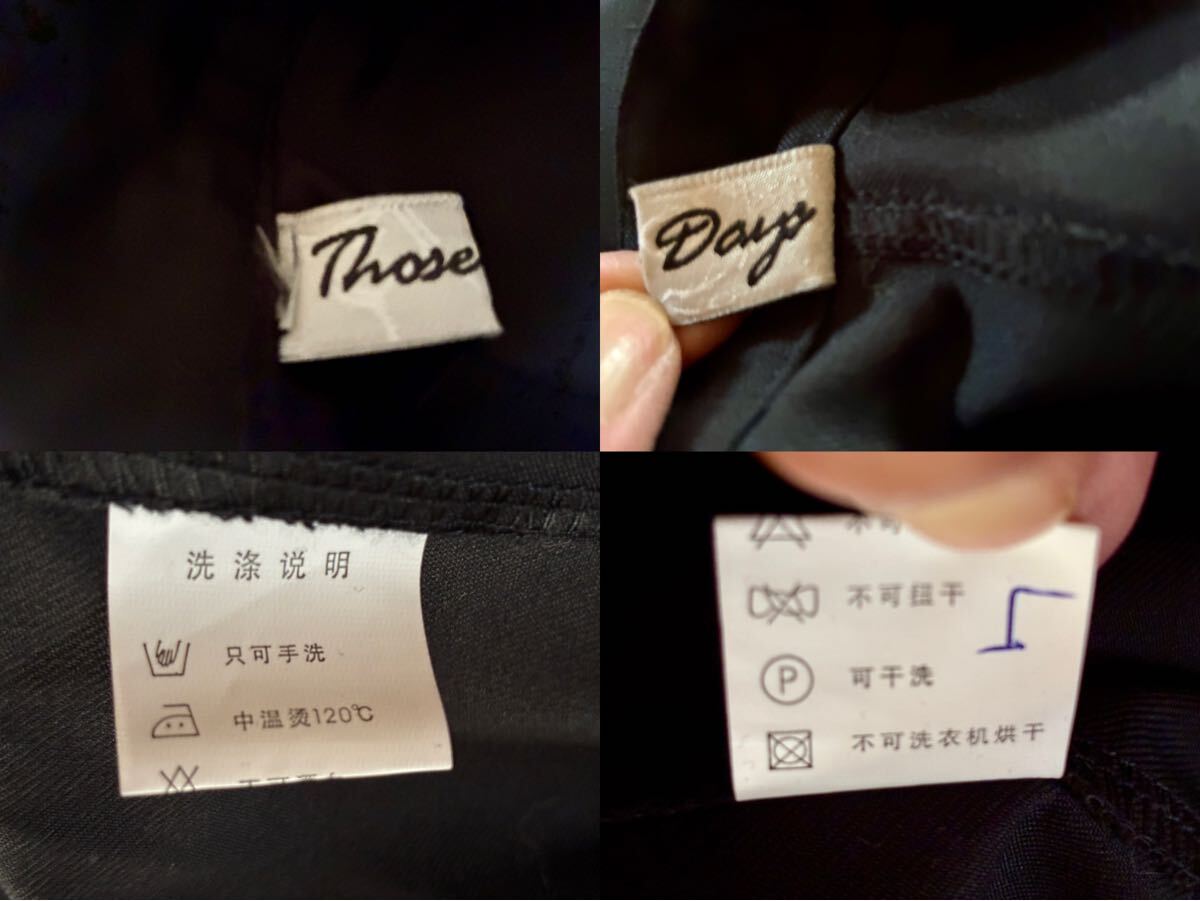 Those
Days
洗涤说明
只可手洗
中温烫120℃
不可扭干
P
可干洗
不可洗衣机烘干